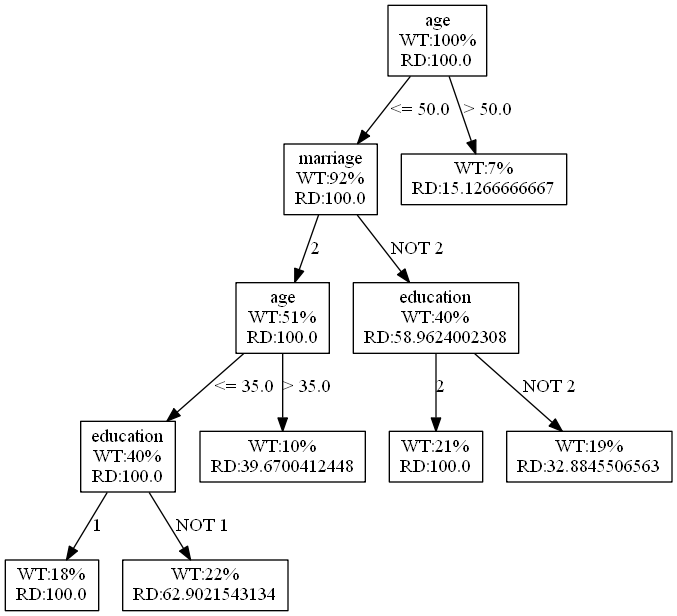 age
WT:100%
RD:100.0
<= 50.0
> 50.0
marriage
WT:92%
RD:100.0
WT:7%
RD:15.1266666667
2
NOT 2
age
WT:51%
RD:100.0
education
WT:40%
RD:58.9624002308
<= 35.0
> 35.0
2
NOT 2
education
WT:40%
RD:100.0
WT:10%
RD:39.6700412448
WT:21%
RD:100.0
WT:19%
RD:32.8845506563
1
NOT 1
WT:18%
RD:100.0
WT:22%
RD:62.9021543134